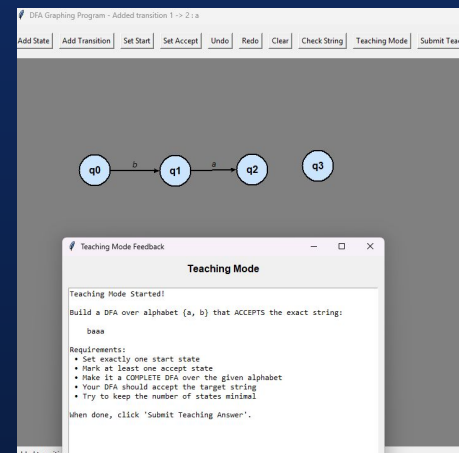 DFA Graphing Program - Added transition 1 -> 2 : a
Add State Add Transition Set Start Set Accept Undo Redo Clear Check String Teaching Mode Submit Tea
q0 b q1 a q2 q3
Teaching Mode Feedback
Teaching Mode
Teaching Mode Started!
Build a DFA over alphabet {a, b} that ACCEPTS the exact string:
baaa
Requirements:
• Set exactly one start state
• Mark at least one accept state
• Make it a COMPLETE DFA over the given alphabet
• Your DFA should accept the target string
• Try to keep the number of states minimal
When done, click 'Submit Teaching Answer'.